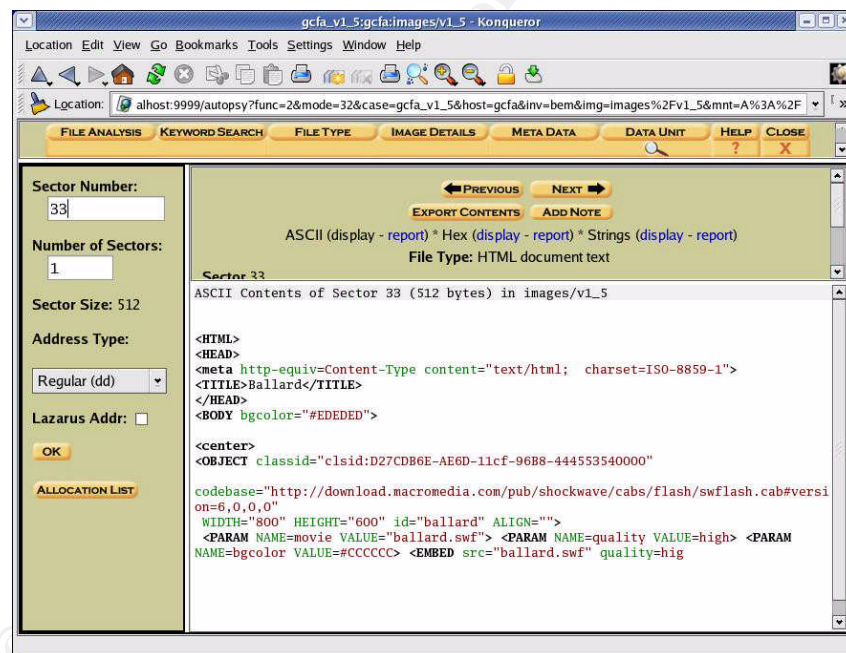 gcfa_v1_5:gcfa:images/v1_5 - Konqueror
Location Edit View Go Bookmarks Tools Settings Window Help
Location: alhost:9999/autopsy?func=2&mode=32&case=gcfa_v1_5&host=gcfa&inv=bem&img=images%2Fv1_5&mnt=A%3A%2F
FILE ANALYSIS KEYWORD SEARCH FILE TYPE IMAGE DETAILS META DATA DATA UNIT HELP CLOSE
? X
Sector Number:
33
Number of Sectors:
1
Sector Size: 512
Address Type:
Regular (dd)
Lazarus Addr:
OK
ALLOCATION LIST
PREVIOUS NEXT
EXPORT CONTENTS ADD NOTE
ASCII (display - report) * Hex (display - report) * Strings (display - report)
File Type: HTML document text
Sector 33
ASCII Contents of Sector 33 (512 bytes) in images/v1_5
<HTML>
<HEAD>
<meta http-equiv=Content-Type content="text/html;  charset=ISO-8859-1">
<TITLE>Ballard</TITLE>
</HEAD>
<BODY bgcolor="#EDEDED">
<center>
<OBJECT classid="clsid:D27CDB6E-AE6D-11cf-96B8-444553540000"
codebase="http://download.macromedia.com/pub/shockwave/cabs/flash/swflash.cab#versi
on=6,0,0,0"
WIDTH="800" HEIGHT="600" id="ballard" ALIGN="">
<PARAM NAME=movie VALUE="ballard.swf"> <PARAM NAME=quality VALUE=high> <PARAM
NAME=bgcolor VALUE=#CCCCCC> <EMBED src="ballard.swf" quality=hig